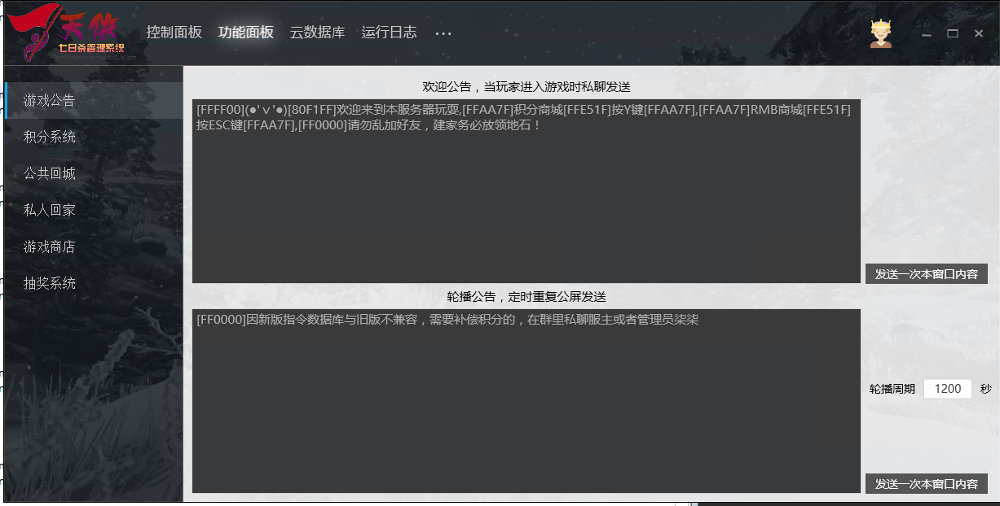 天依
七日杀管理系统
控制面板 功能面板 云数据库 运行日志 ...
游戏公告
积分系统
公共回城
私人回家
游戏商店
抽奖系统
欢迎公告，当玩家进入游戏时私聊发送
[FFFF00](●'ｖ'●)[80F1FF]欢迎来到本服务器玩耍,[FFAA7F]积分商城[FFE51F]按Y键[FFAA7F],[FFAA7F]RMB商城[FFE51F]
按ESC键[FFAA7F],[FF0000]请勿乱加好友，建家务必放领地石！
发送一次本窗口内容
轮播公告，定时重复公屏发送
[FF0000]因新版指令数据库与旧版不兼容，需要补偿积分的，在群里私聊服主或者管理员柒柒
轮播周期 1200 秒
发送一次本窗口内容